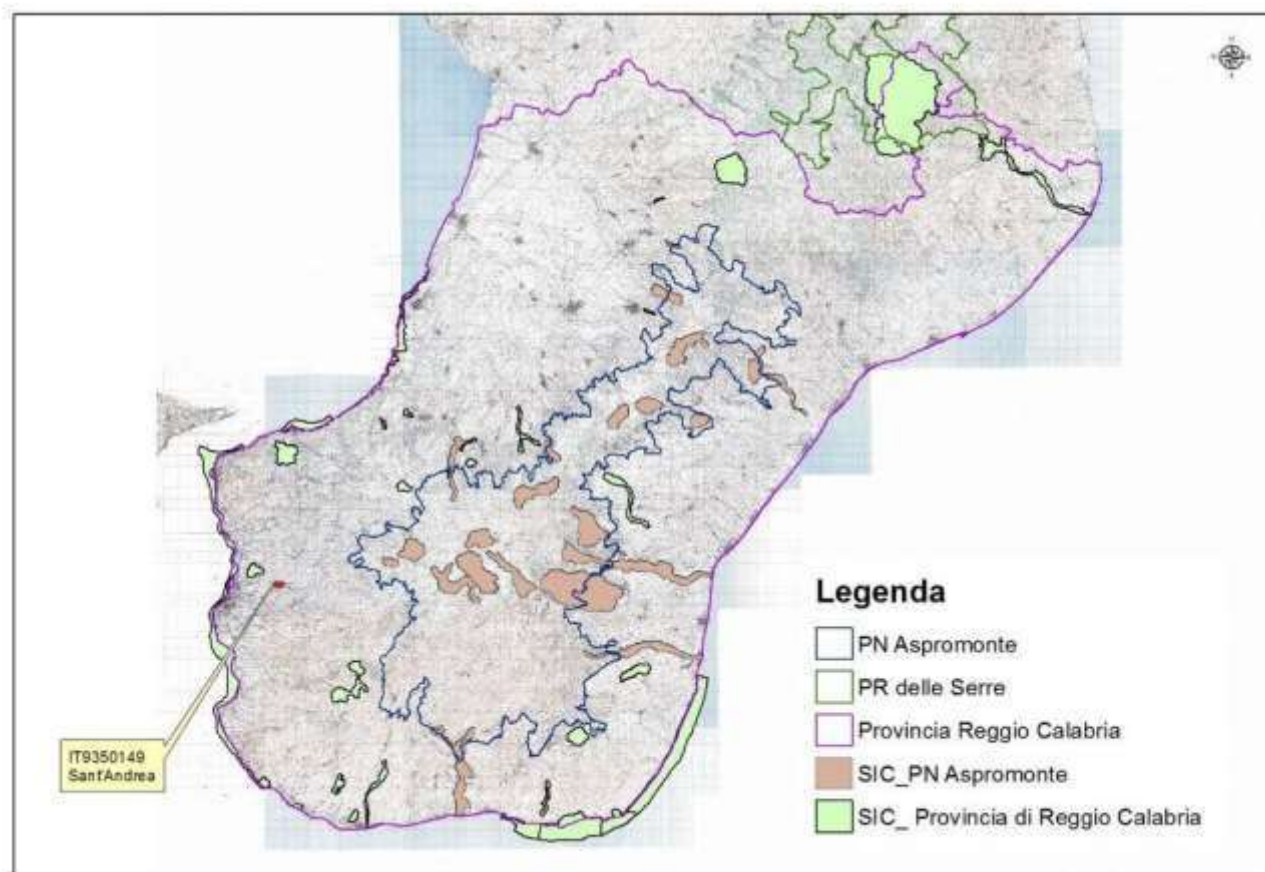 IT9350149
Sant'Andrea
Legenda
PN Aspromonte
PR delle Serre
Provincia Reggio Calabria
SIC_PN Aspromonte
SIC_ Provincia di Reggio Calabria